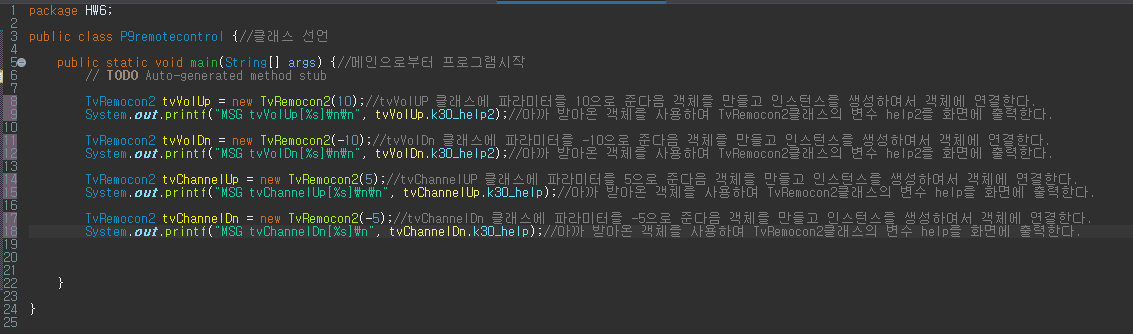 1 package HW6;
2
3 public class P9remotecontrol {//클래스 선언
4
5 public static void main(String[] args) {//메인으로부터 프로그램시작
6 // TODO Auto-generated method stub
7
8 TvRemocon2 tvVolUp = new TvRemocon2(10);//tvVolUP 클래스에 파라미터를 10으로 준다음 객체를 만들고 인스턴스를 생성하여서 객체에 연결한다.
9 System.out.printf("MSG tvVolUp[%s]\n\n", tvVolUp.k30_help2);//아까 받아온 객체를 사용하여 TvRemocon2클래스의 변수 help2를 화면에 출력한다.
10
11 TvRemocon2 tvVolDn = new TvRemocon2(-10);//tvVolDn 클래스에 파라미터를 -10으로 준다음 객체를 만들고 인스턴스를 생성하여서 객체에 연결한다.
12 System.out.printf("MSG tvVolDn[%s]\n\n", tvVolDn.k30_help2);//아까 받아온 객체를 사용하여 TvRemocon2클래스의 변수 help2를 화면에 출력한다.
13
14 TvRemocon2 tvChannelUp = new TvRemocon2(5);//tvChannelUP 클래스에 파라미터를 5으로 준다음 객체를 만들고 인스턴스를 생성하여서 객체에 연결한다.
15 System.out.printf("MSG tvChannelUp[%s]\n\n", tvChannelUp.k30_help);//아까 받아온 객체를 사용하여 TvRemocon2클래스의 변수 help를 화면에 출력한다.
16
17 TvRemocon2 tvChannelDn = new TvRemocon2(-5);//tvChannelDn 클래스에 파라미터를 -5으로 준다음 객체를 만들고 인스턴스를 생성하여서 객체에 연결한다.
18 System.out.printf("MSG tvChannelDn[%s]\n", tvChannelDn.k30_help);//아까 받아온 객체를 사용하여 TvRemocon2클래스의 변수 help를 화면에 출력한다.
19
20
21
22 }
23
24 }
25